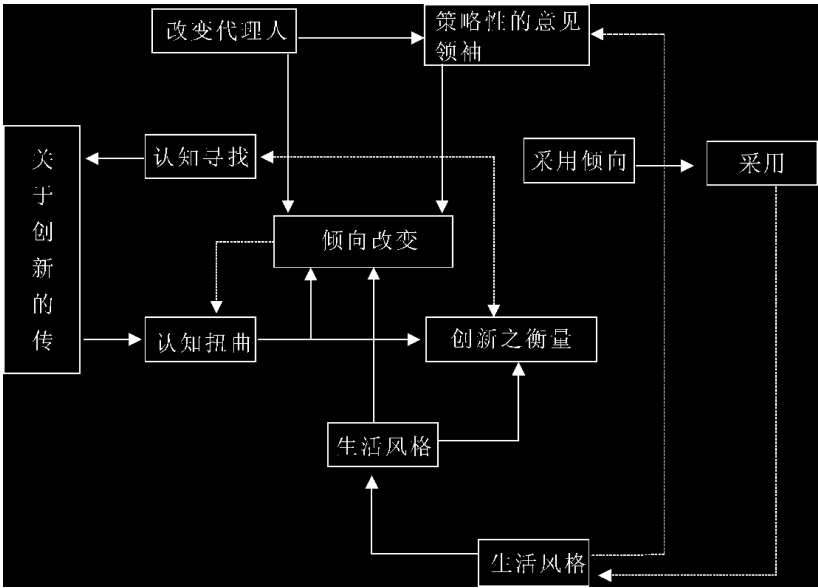 改变代理人
策略性的意见
领袖
关
于
创
新
的
传
认知寻找
采用倾向
采用
倾向改变
认知扭曲
创新之衡量
生活风格
生活风格